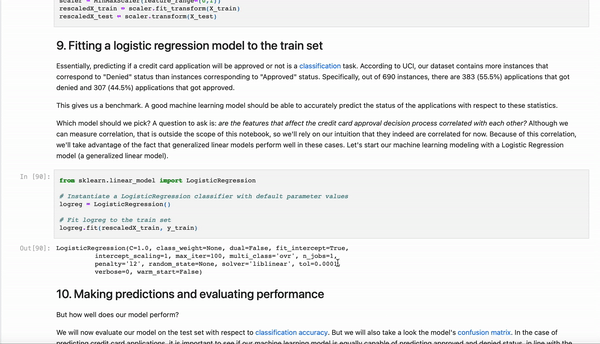 scaler = MinMaxScaler(feature_range=(0,1))
rescaledX_train = scaler.fit_transform(X_train)
rescaledX_test = scaler.transform(X_test)
9. Fitting a logistic regression model to the train set
Essentially, predicting if a credit card application will be approved or not is a classification task. According to UCI, our dataset contains more instances that
correspond to "Denied" status than instances corresponding to "Approved" status. Specifically, out of 690 instances, there are 383 (55.5%) applications that got
denied and 307 (44.5%) applications that got approved.
This gives us a benchmark. A good machine learning model should be able to accurately predict the status of the applications with respect to these statistics.
Which model should we pick? A question to ask is: are the features that affect the credit card approval decision process correlated with each other? Although we
can measure correlation, that is outside the scope of this notebook, so we'll rely on our intuition that they indeed are correlated for now. Because of this correlation,
we'll take advantage of the fact that generalized linear models perform well in these cases. Let's start our machine learning modeling with a Logistic Regression
model (a generalized linear model).
In [90]: from sklearn.linear_model import LogisticRegression
# Instantiate a LogisticRegression classifier with default parameter values
logreg = LogisticRegression()
# Fit logreg to the train set
logreg.fit(rescaledX_train, y_train)
Out[90]: LogisticRegression(C=1.0, class_weight=None, dual=False, fit_intercept=True,
intercept_scaling=1, max_iter=100, multi_class='ovr', n_jobs=1,
penalty='l2', random_state=None, solver='liblinear', tol=0.0001,
verbose=0, warm_start=False)
10. Making predictions and evaluating performance
But how well does our model perform?
We will now evaluate our model on the test set with respect to classification accuracy. But we will also take a look the model's confusion matrix. In the case of
predicting credit card applications, it is important to see if our machine learning model is equally capable of predicting approved and denied status, in line with the